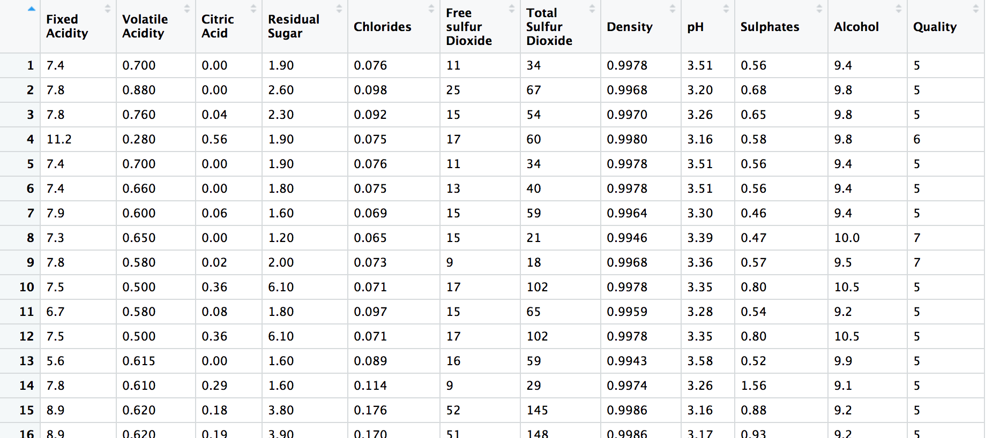 Fixed Acidity Volatile Acidity Citric Acid Residual Sugar Chlorides Free sulfur Dioxide Total Sulfur Dioxide Density pH Sulphates Alcohol Quality
1 7.4 0.700 0.00 1.90 0.076 11 34 0.9978 3.51 0.56 9.4 5
2 7.8 0.880 0.00 2.60 0.098 25 67 0.9968 3.20 0.68 9.8 5
3 7.8 0.760 0.04 2.30 0.092 15 54 0.9970 3.26 0.65 9.8 5
4 11.2 0.280 0.56 1.90 0.075 17 60 0.9980 3.16 0.58 9.8 6
5 7.4 0.700 0.00 1.90 0.076 11 34 0.9978 3.51 0.56 9.4 5
6 7.4 0.660 0.00 1.80 0.075 13 40 0.9978 3.51 0.56 9.4 5
7 7.9 0.600 0.06 1.60 0.069 15 59 0.9964 3.30 0.46 9.4 5
8 7.3 0.650 0.00 1.20 0.065 15 21 0.9946 3.39 0.47 10.0 7
9 7.8 0.580 0.02 2.00 0.073 9 18 0.9968 3.36 0.57 9.5 7
10 7.5 0.500 0.36 6.10 0.071 17 102 0.9978 3.35 0.80 10.5 5
11 6.7 0.580 0.08 1.80 0.097 15 65 0.9959 3.28 0.54 9.2 5
12 7.5 0.500 0.36 6.10 0.071 17 102 0.9978 3.35 0.80 10.5 5
13 5.6 0.615 0.00 1.60 0.089 16 59 0.9943 3.58 0.52 9.9 5
14 7.8 0.610 0.29 1.60 0.114 9 29 0.9974 3.26 1.56 9.1 5
15 8.9 0.620 0.18 3.80 0.176 52 145 0.9986 3.16 0.88 9.2 5
16 8.9 0.620 0.19 3.90 0.170 51 148 0.9986 3.17 0.93 9.2 5